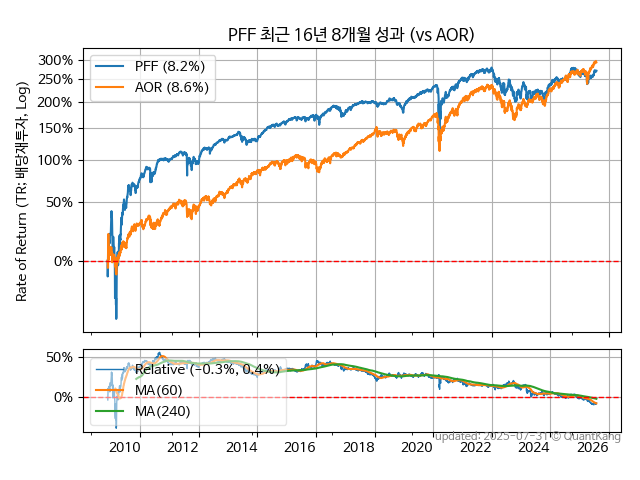 PFF 최근 16년 8개월 성과 (vs AOR)
Rate of Return (TR; 배당재투자, Log)
300%
250%
200%
150%
100%
50%
0%
PFF (8.2%)
AOR (8.6%)
50%
0%
Relative (−0.3%, 0.4%)
MA(60)
MA(240)
2010 2012 2014 2016 2018 2020 2022 2024 2026
updated: 2025-07-31 © QuantKang